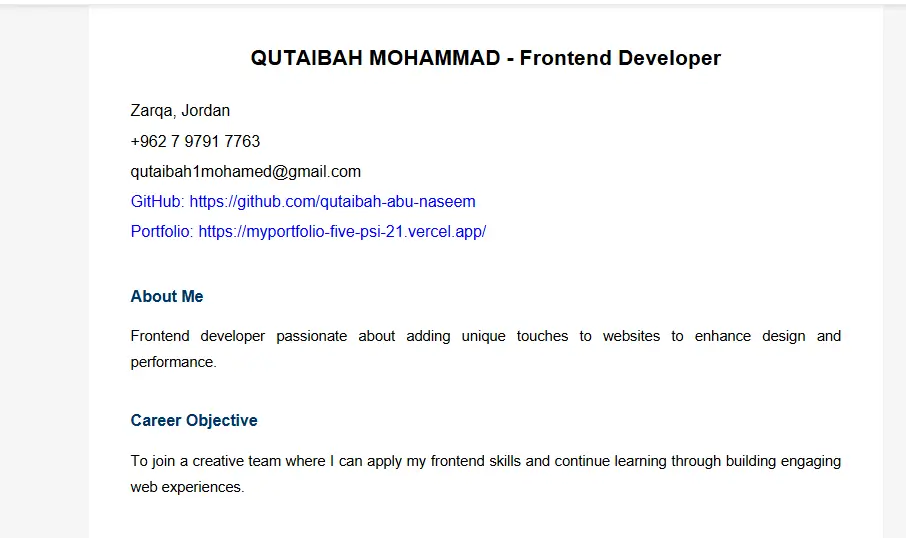 QUTAIBAH MOHAMMAD - Frontend Developer
Zarqa, Jordan
+962 7 9791 7763
qutaibah1mohamed@gmail.com
GitHub: https://github.com/qutaibah-abu-naseem
Portfolio: https://myportfolio-five-psi-21.vercel.app/
About Me
Frontend developer passionate about adding unique touches to websites to enhance design and
performance.
Career Objective
To join a creative team where I can apply my frontend skills and continue learning through building engaging
web experiences.